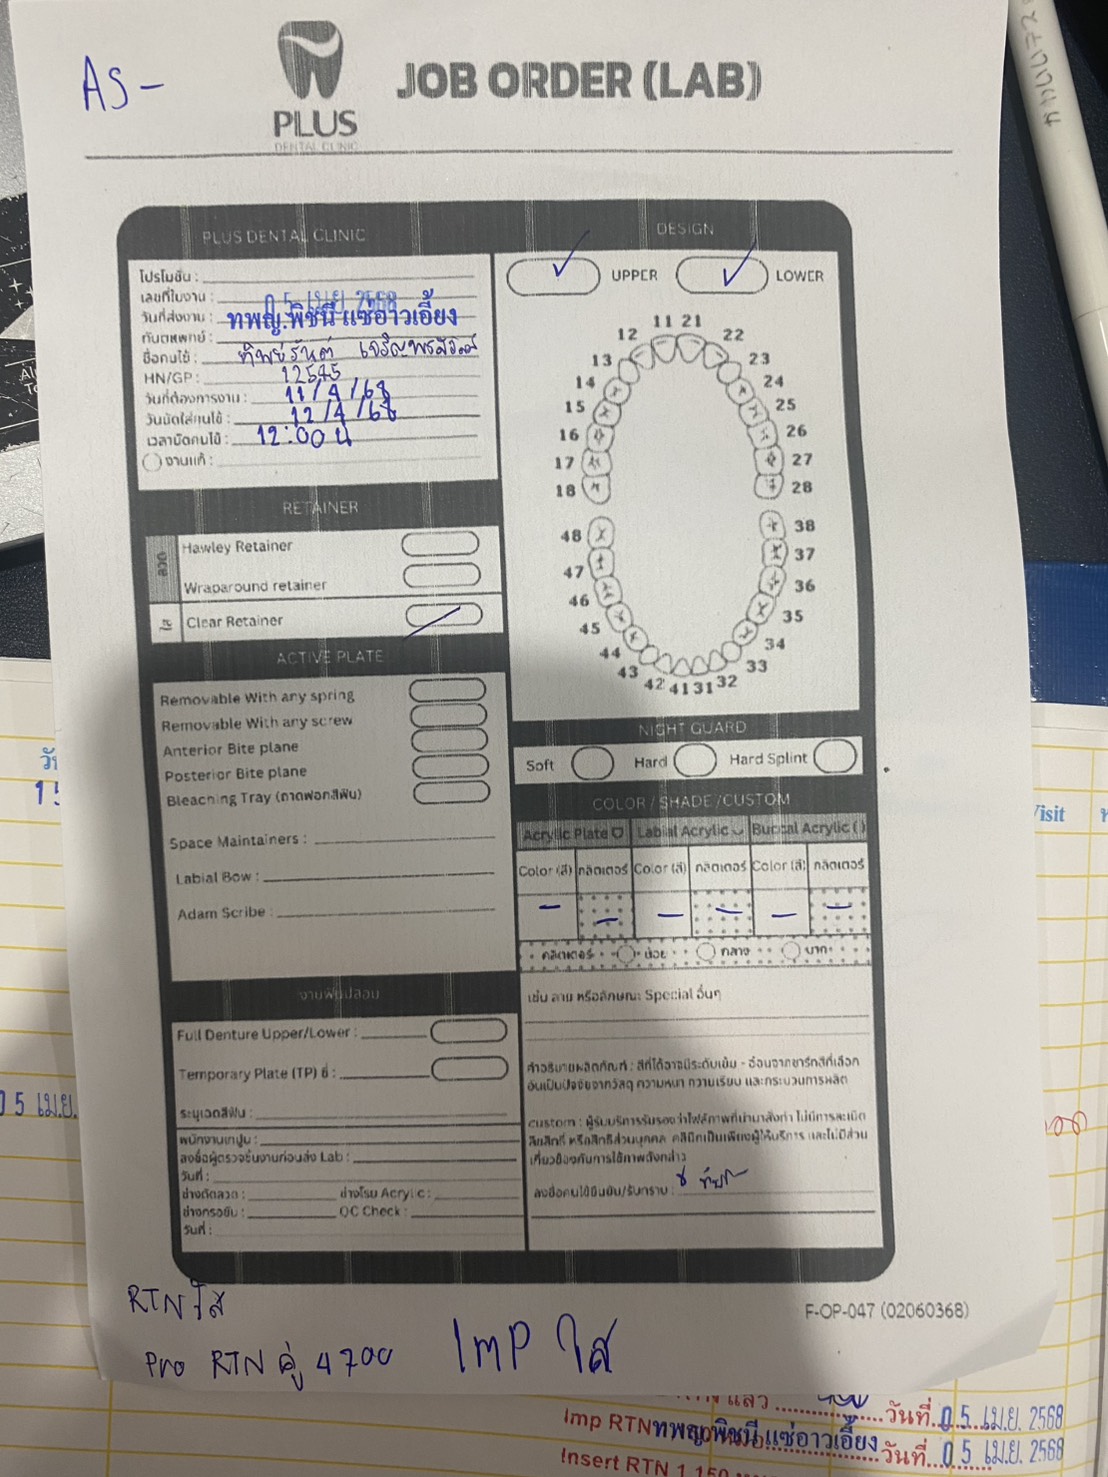 AS-
PLUS
DENTAL CLINIC
JOB ORDER (LAB)
PLUS DENTAL CLINIC
โปรโมชั่น :
เลขที่ใบงาน :
วันที่ส่งงาน : 05 เม.ย. 2568
ทันตแพทย์ : ทพญ.พิชนี แซ่อาวเอี้ยง
ชื่อคนไข้ : ทิพย์รันต์
HN/GP : 12545
วันที่ต้องการงาน : 11/4/68
วันนัดใส่คนไข้ : 12/4/68
เวลานัดคนไข้ : 12:00 น
งานแก้ :
DESIGN
UPPER
LOWER
11 21
12 22
13 23
14 24
15 25
16 26
17 27
18 28
48 38
47 37
46 36
45 35
44 34
43 33
42 41 31 32
RETAINER
ลวด
Hawley Retainer
Wraparound retainer
ใส
Clear Retainer
ACTIVE PLATE
Removable With any spring
Removable With any screw
Anterior Bite plane
Posterior Bite plane
Bleaching Tray (ถาดฟอกสีฟัน)
Space Maintainers :
Labial Bow :
Adam Scribe :
NIGHT GUARD
Soft Hard Hard Splint
COLOR / SHADE /CUSTOM
Acrylic Plate Labial Acrylic Buccal Acrylic ( )
Color (สี) กลิตเตอร์ Color (สี) กลิตเตอร์ Color (สี) กลิตเตอร์
- - - - - -
กลิตเตอร์ น้อย กลาง มาก
เช่น ลาย หรือลักษณะ Special อื่นๆ
คำอธิบายผลิตภัณฑ์ : สีที่ได้อาจมีระดับเข้ม - อ่อนจากชาร์ทสีที่เลือก
อันเป็นปัจจัยจากวัสดุ ความหนา ความเรียบ และกระบวนการผลิต
custom : ผู้รับบริการรับรองว่าไฟล์ภาพที่นำมาสั่งทำ ไม่มีการละเมิด
ลิขสิทธิ์ หรือสิทธิส่วนบุคคล คลินิกเป็นเพียงผู้ให้บริการ และไม่มีส่วน
เกี่ยวข้องกับการใช้ภาพดังกล่าว
ลงชื่อคนไข้ยืนยัน/รับทราบ :
งานฟันปลอม
Full Denture Upper/Lower :
Temporary Plate (TP) ซี่ :
ระบุเฉดสีฟัน :
พนักงานเทปูน :
ลงชื่อผู้ตรวจชิ้นงานก่อนส่ง Lab :
วันที่ :
ช่างดัดลวด : ช่างโรย Acrylic :
ช่างกรอขัด : QC Check :
วันที่ :
F-OP-047 (02060368)
RTN ใส
Pro RTN คู่ 4700
Imp ใส
15
Visit
05 เม.ย.
RTN แล้ว วันที่ 05 เม.ย. 2568
Imp RTN ทพญ.พิชนี แซ่อาวเอี้ยง วันที่ 05 เม.ย. 2568
Insert RTN 1